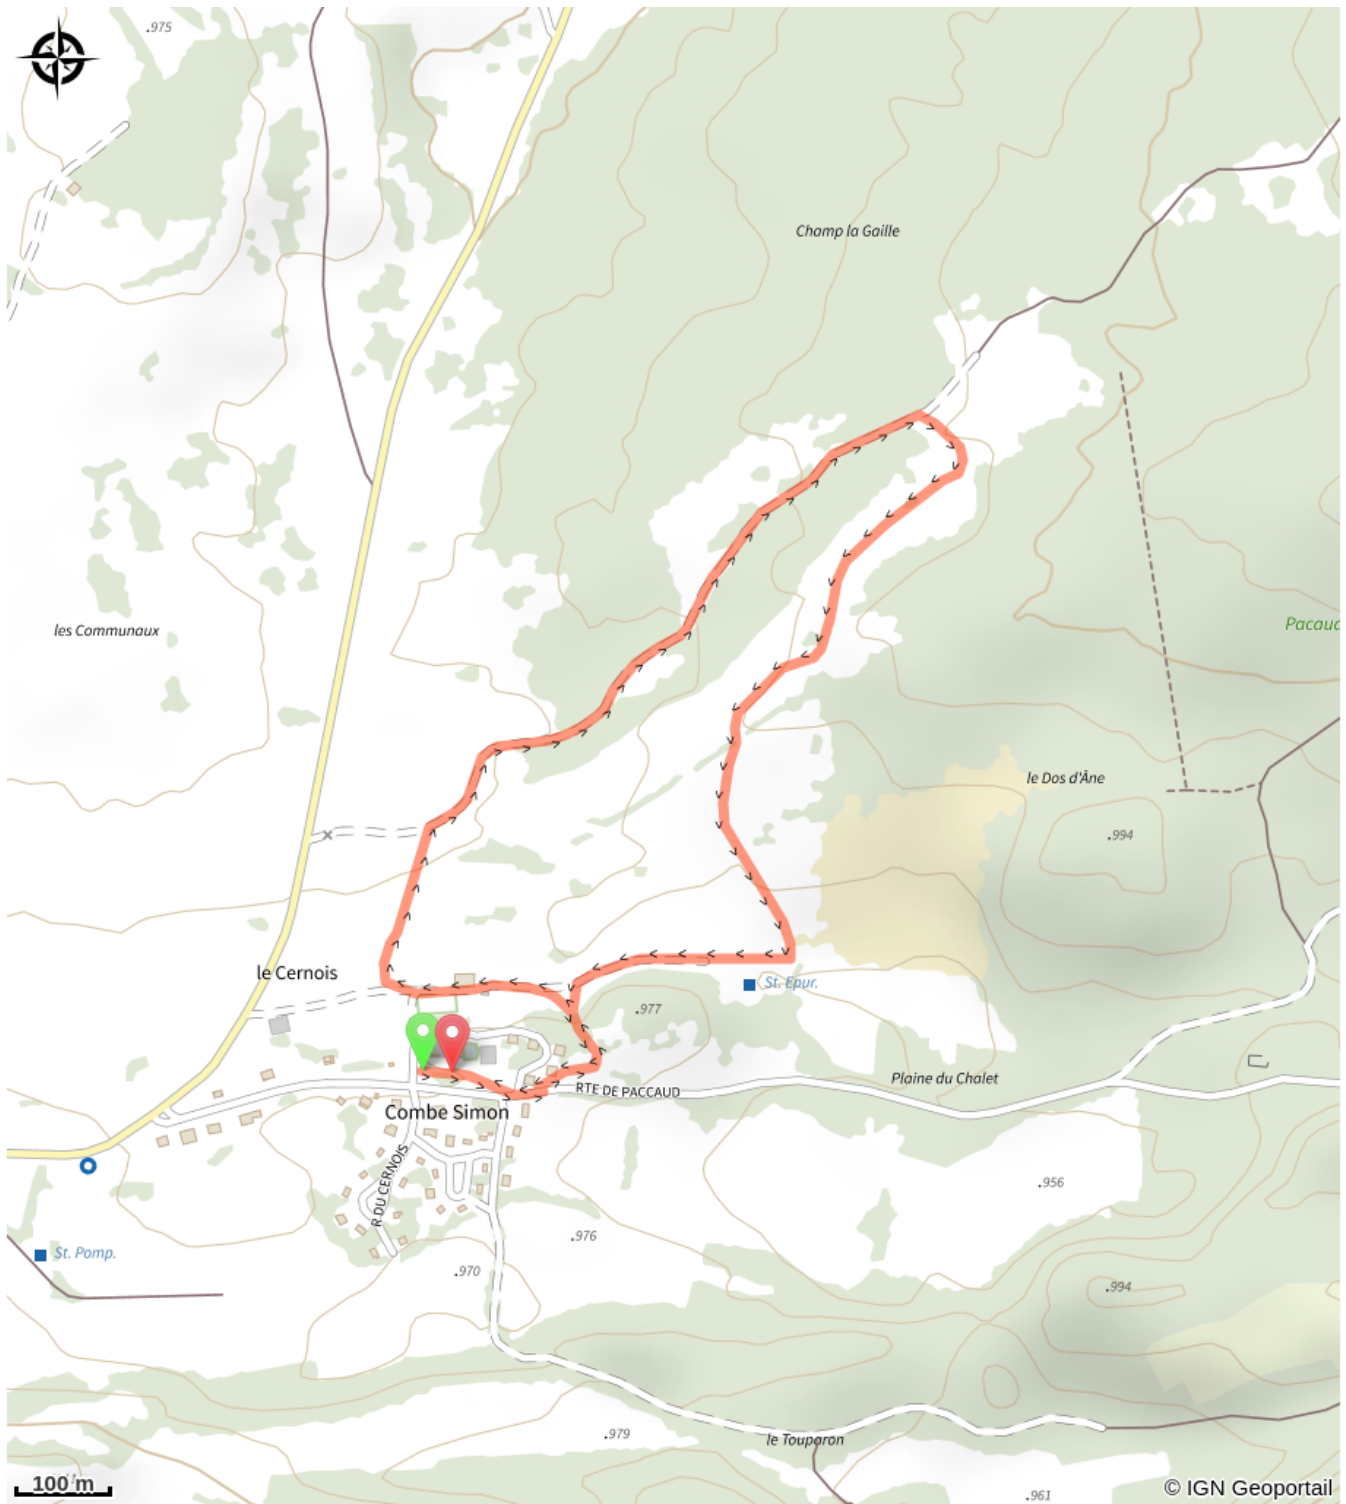 .975
Champ la Gaille
les Communaux
Pacaud
le Dos d'Âne
.994
le Cernois
St. Epur.
.977
Plaine du Chalet
RTE DE PACCAUD
Combe Simon
R.DU CERNOIS
.956
.976
St. Pomp.
.970
.994
.979
le Touparon
100 m
© IGN Geoportail
.961